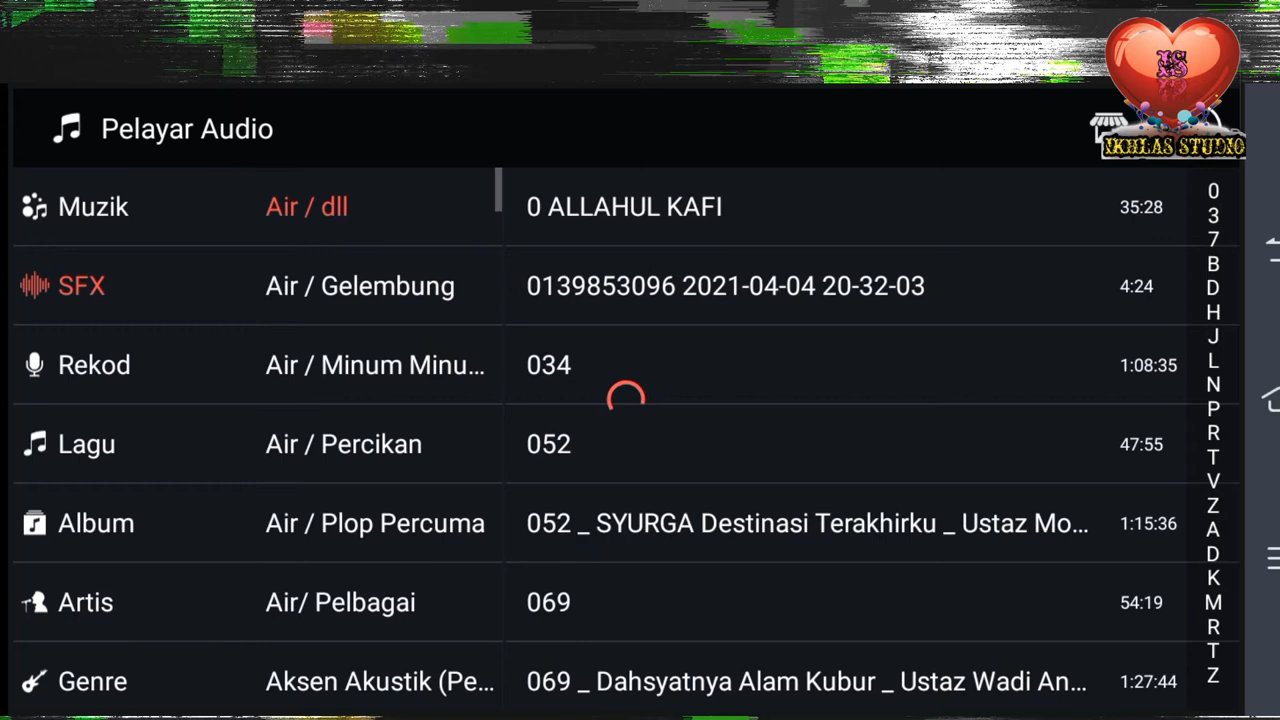 Pelayar Audio
IS
IKHLAS STUDIO
Muzik
SFX
Rekod
Lagu
Album
Artis
Genre
Air / dll
Air / Gelembung
Air / Minum Minu...
Air / Percikan
Air / Plop Percuma
Air/ Pelbagai
Aksen Akustik (Pe...
0 ALLAHUL KAFI 35:28
0139853096 2021-04-04 20-32-03 4:24
034 1:08:35
052 47:55
052 _ SYURGA Destinasi Terakhirku _ Ustaz Mo... 1:15:36
069 54:19
069 _ Dahsyatnya Alam Kubur _ Ustaz Wadi An... 1:27:44
0
3
7
B
D
H
J
L
N
P
R
T
V
Z
A
D
K
M
R
T
Z